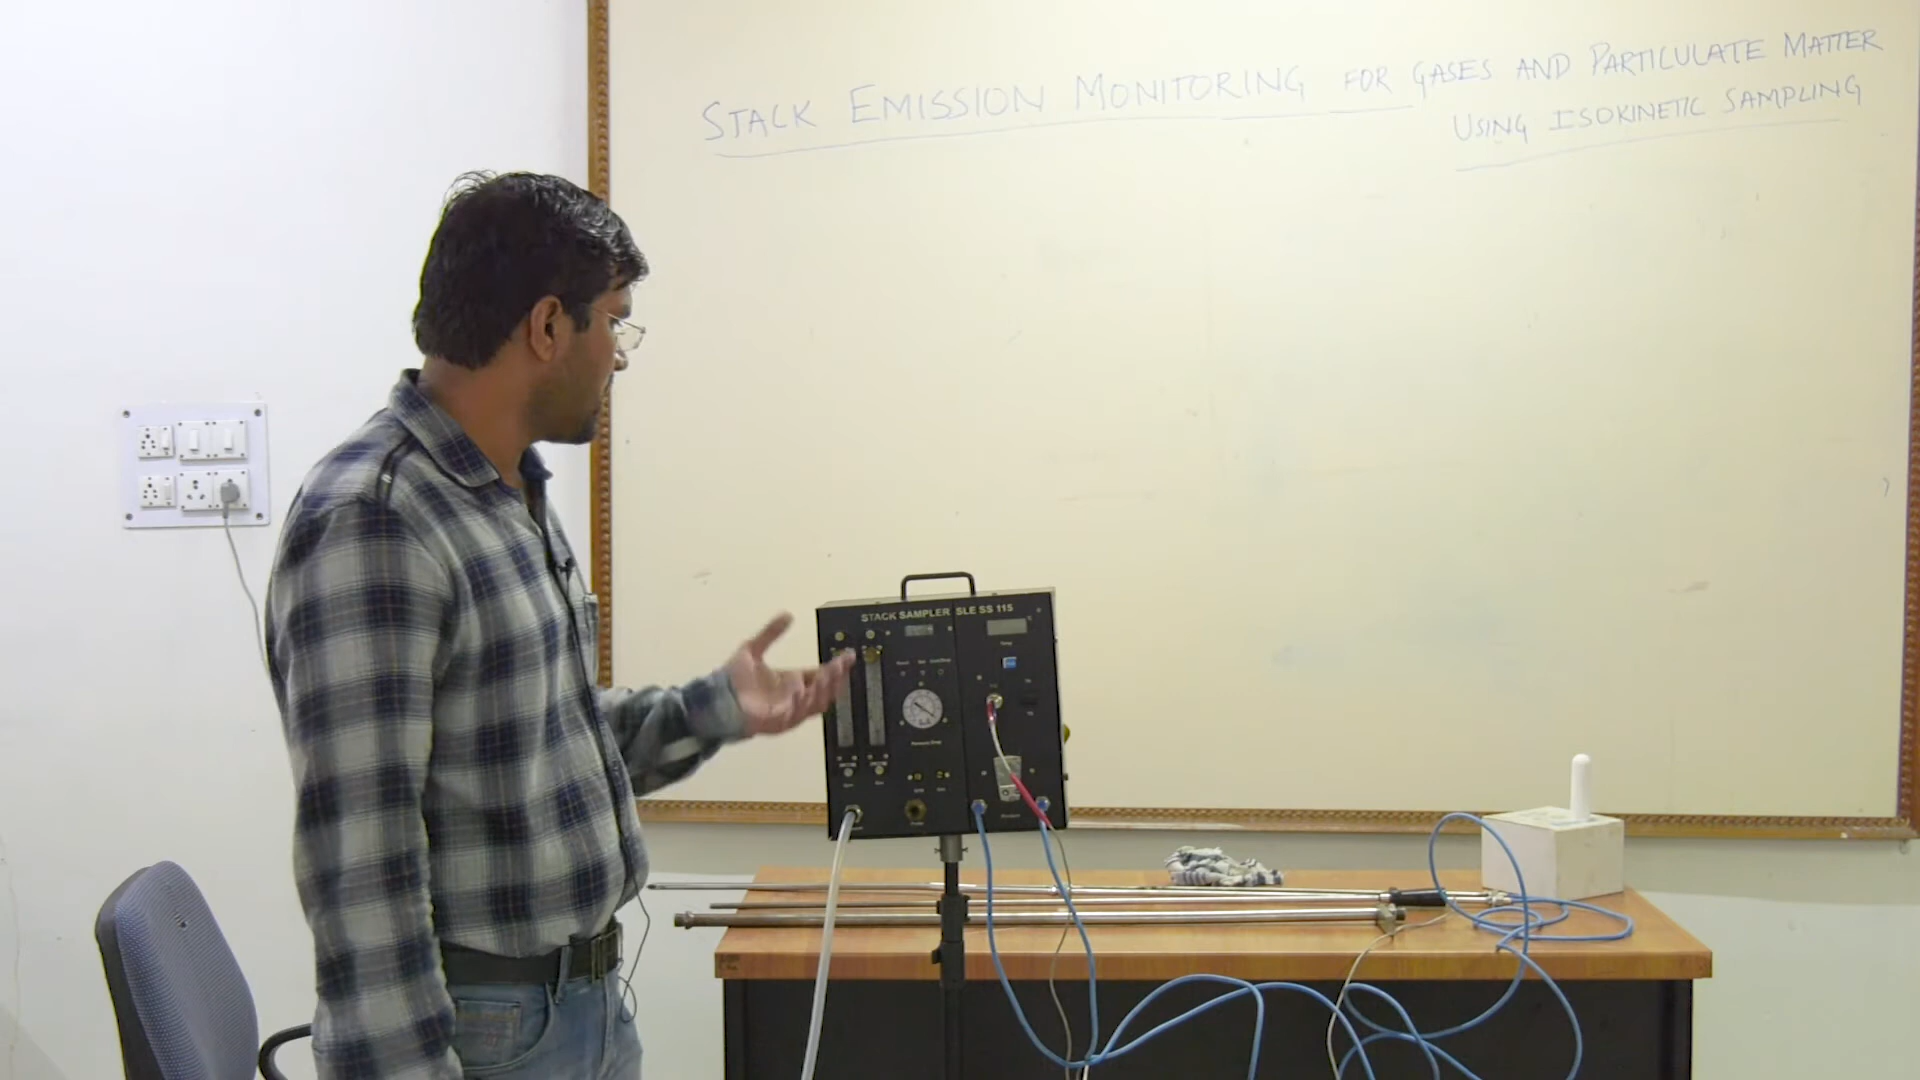 STACK EMISSION MONITORING FOR GASES AND PARTICULATE MATTER
USING ISOKINETIC SAMPLING
STACK SAMPLER SLE SS 115